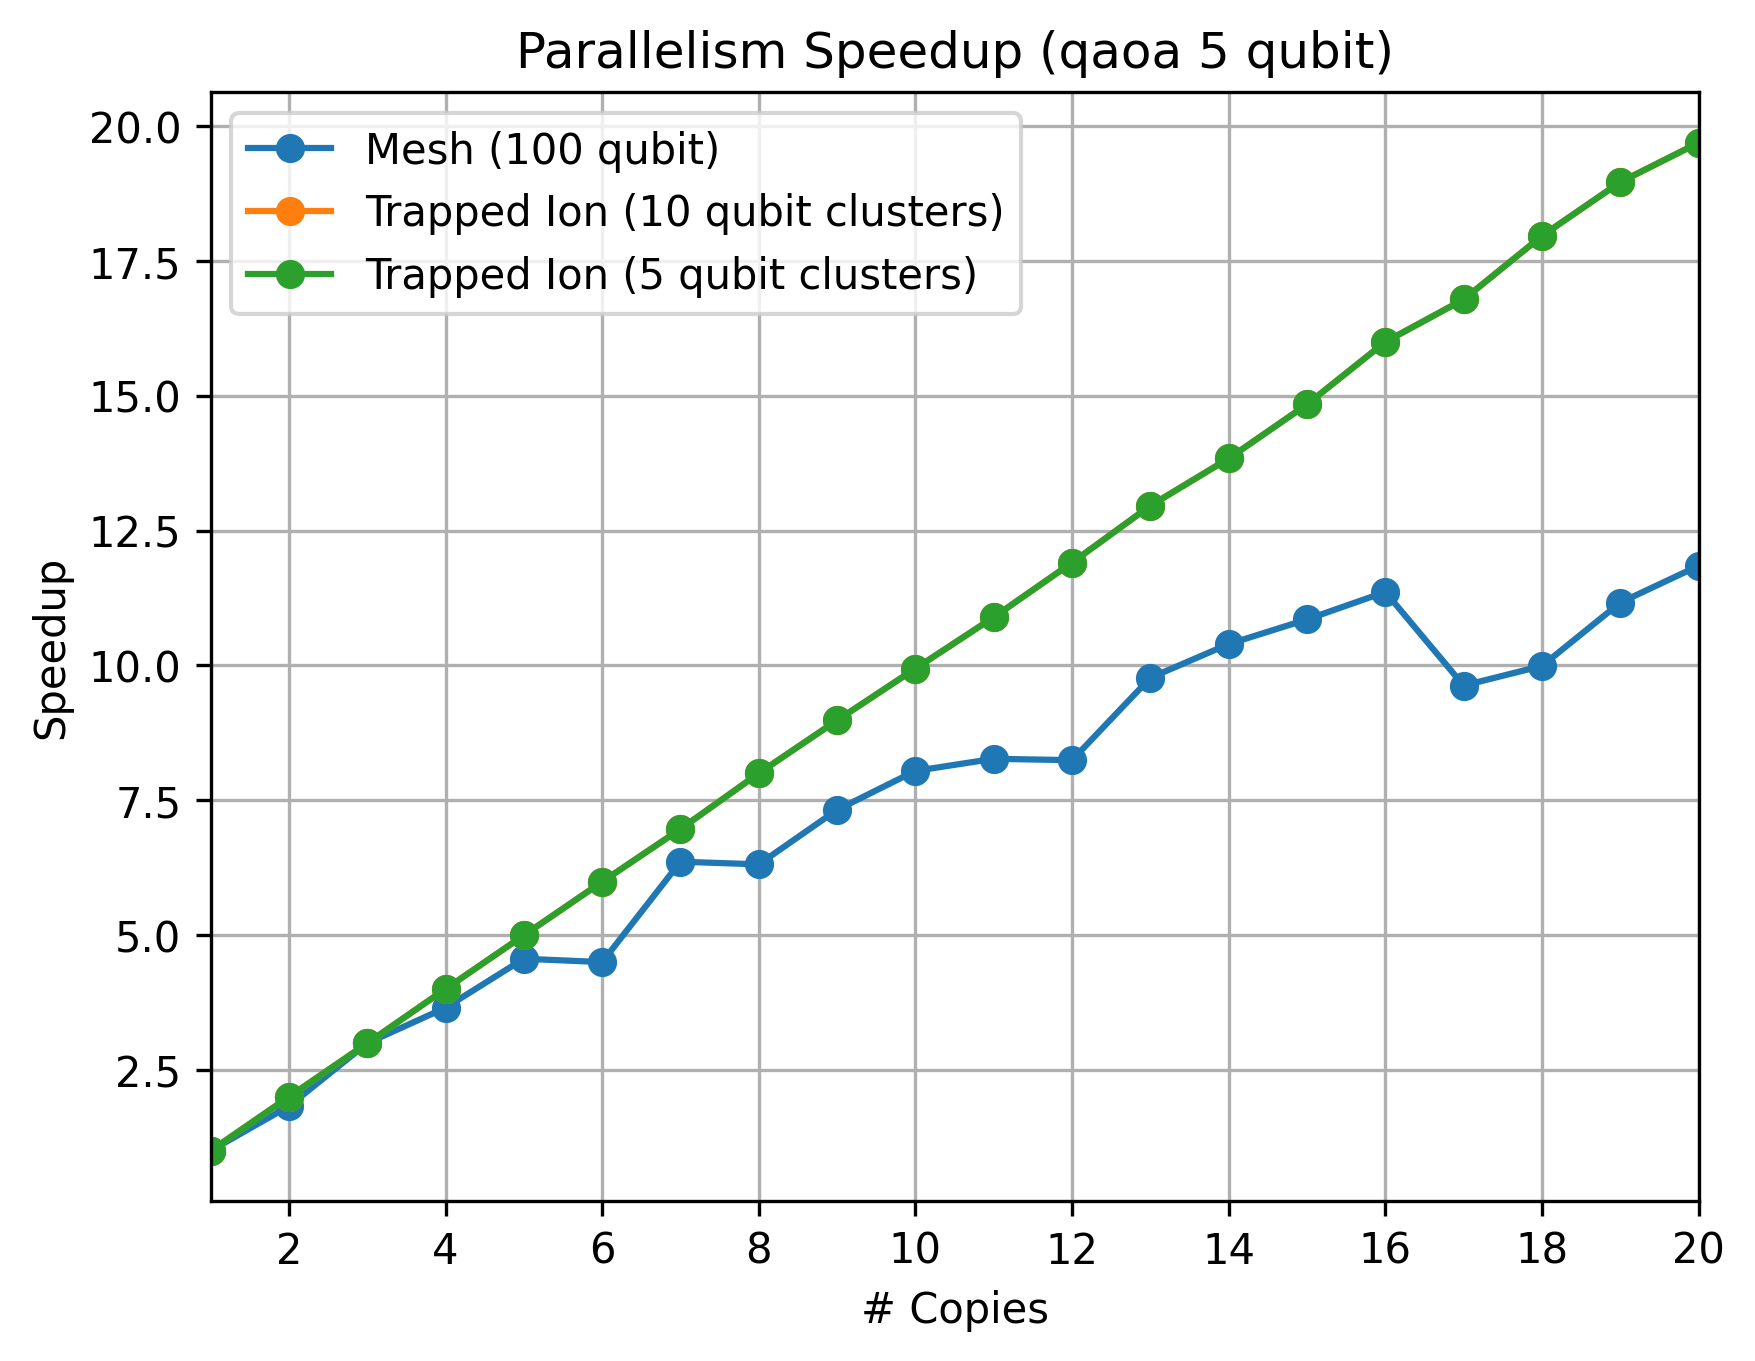 Parallelism Speedup (qaoa 5 qubit)
Mesh (100 qubit)
Trapped Ion (10 qubit clusters)
Trapped Ion (5 qubit clusters)
20.0
17.5
15.0
12.5
10.0
7.5
5.0
2.5
Speedup
2 4 6 8 10 12 14 16 18 20
# Copies